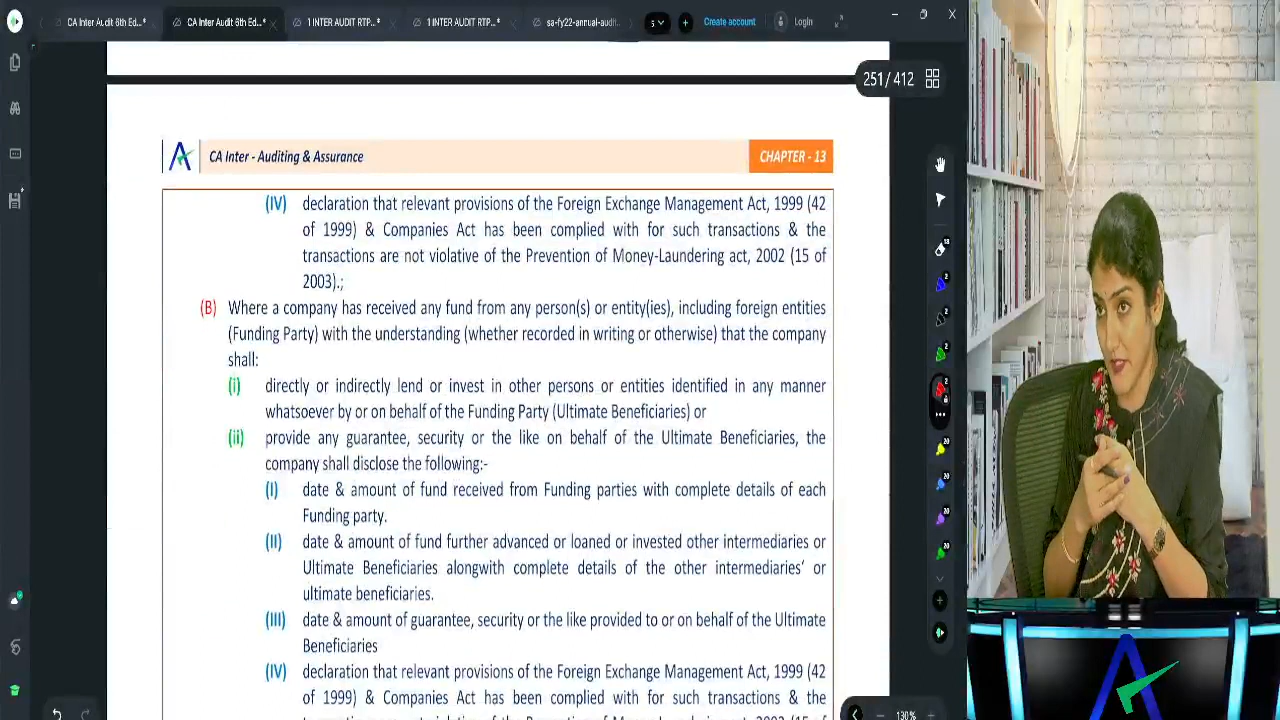 CA Inter Audit 6th Ed...* CA Inter Audit 6th Ed...* 1 INTER AUDIT RTP...* 1 INTER AUDIT RTP...* sa-fy22-annual-audit... 5 Create account Login
251 / 412
CA Inter - Auditing & Assurance CHAPTER - 13
(IV) declaration that relevant provisions of the Foreign Exchange Management Act, 1999 (42
of 1999) & Companies Act has been complied with for such transactions & the
transactions are not violative of the Prevention of Money-Laundering act, 2002 (15 of
2003).;
(B) Where a company has received any fund from any person(s) or entity(ies), including foreign entities
(Funding Party) with the understanding (whether recorded in writing or otherwise) that the company
shall:
(i) directly or indirectly lend or invest in other persons or entities identified in any manner
whatsoever by or on behalf of the Funding Party (Ultimate Beneficiaries) or
(ii) provide any guarantee, security or the like on behalf of the Ultimate Beneficiaries, the
company shall disclose the following:-
(I) date & amount of fund received from Funding parties with complete details of each
Funding party.
(II) date & amount of fund further advanced or loaned or invested other intermediaries or
Ultimate Beneficiaries alongwith complete details of the other intermediaries' or
ultimate beneficiaries.
(III) date & amount of guarantee, security or the like provided to or on behalf of the Ultimate
Beneficiaries
(IV) declaration that relevant provisions of the Foreign Exchange Management Act, 1999 (42
of 1999) & Companies Act has been complied with for such transactions & the
130%